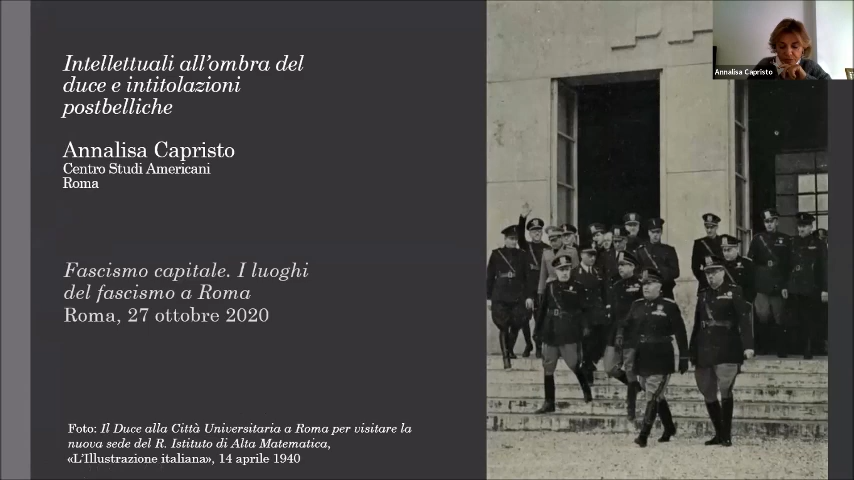 Intellettuali all'ombra del
duce e intitolazioni
postbelliche
Annalisa Capristo
Centro Studi Americani
Roma
Fascismo capitale. I luoghi
del fascismo a Roma
Roma, 27 ottobre 2020
Foto: Il Duce alla Città Universitaria a Roma per visitare la
nuova sede del R. Istituto di Alta Matematica,
«L'Illustrazione italiana», 14 aprile 1940
Annalisa Capristo